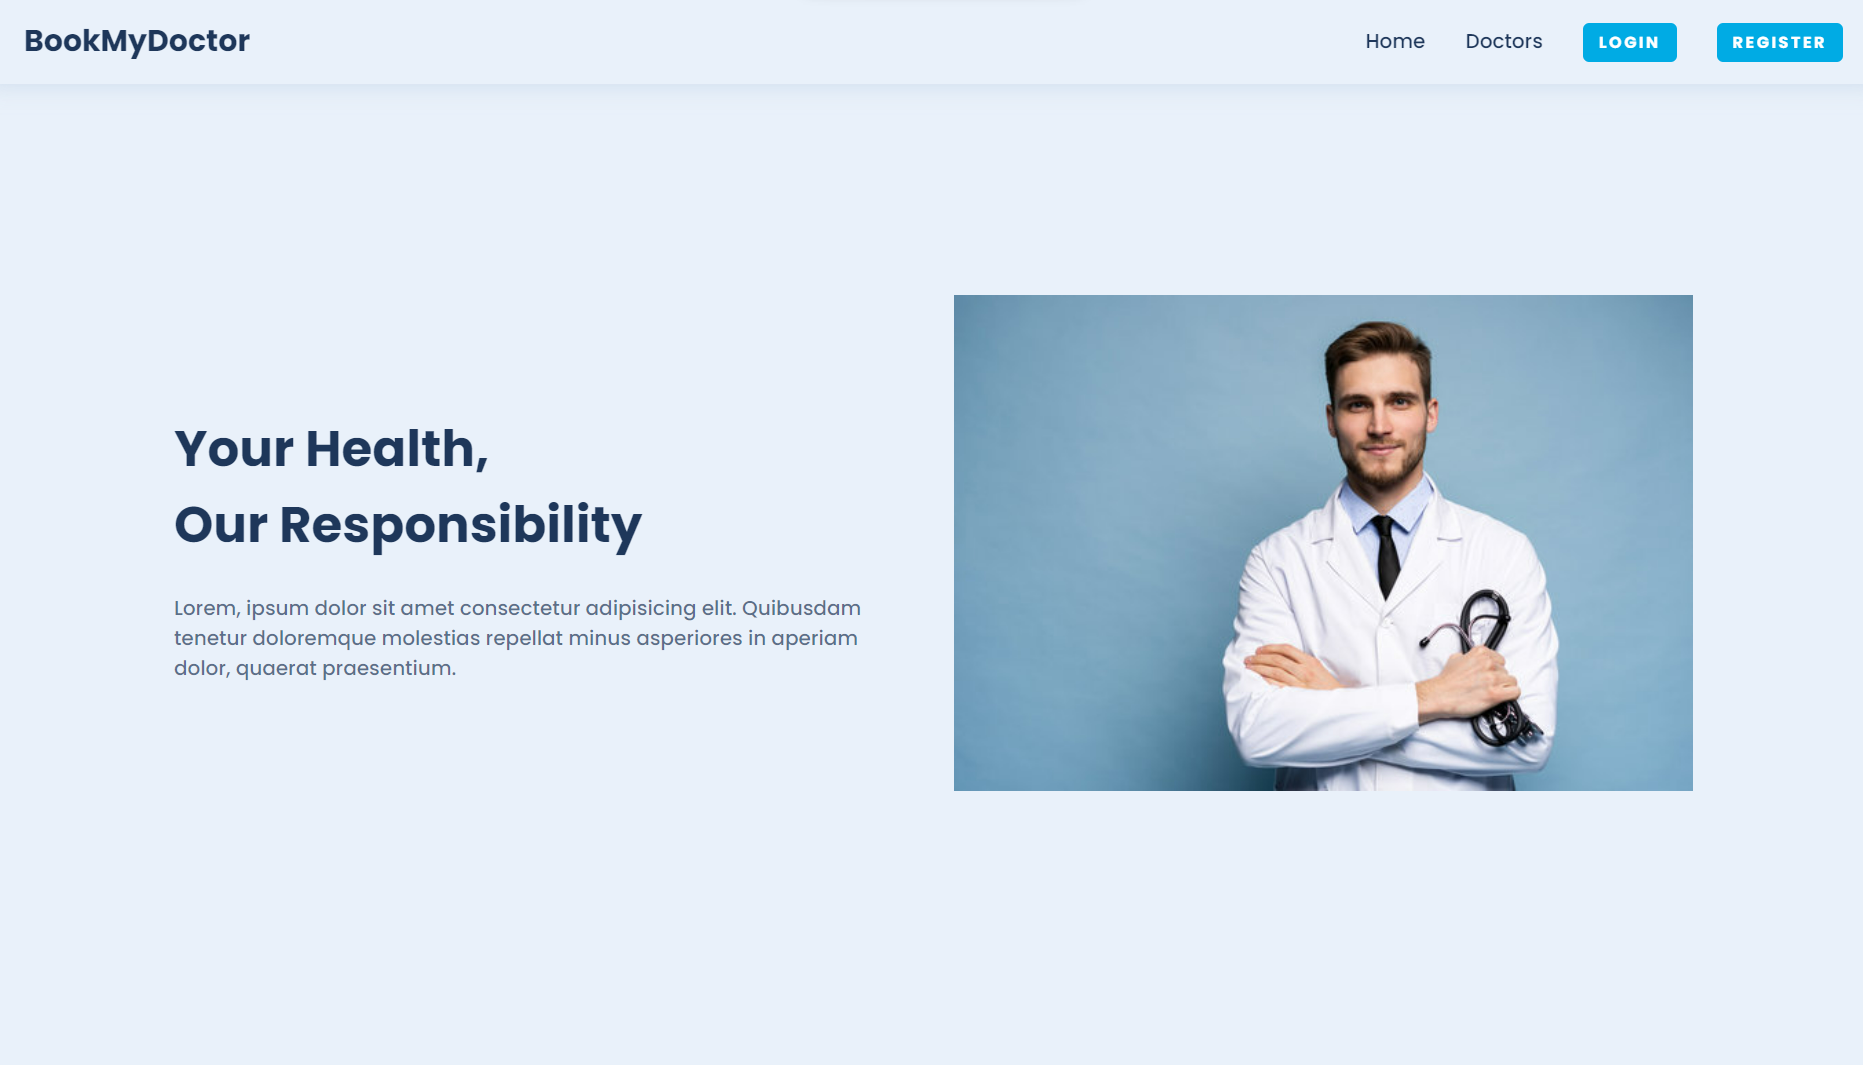 BookMyDoctor
Home
Doctors
LOGIN
REGISTER
Your Health,
Our Responsibility
Lorem, ipsum dolor sit amet consectetur adipisicing elit. Quibusdam
tenetur doloremque molestias repellat minus asperiores in aperiam
dolor, quaerat praesentium.